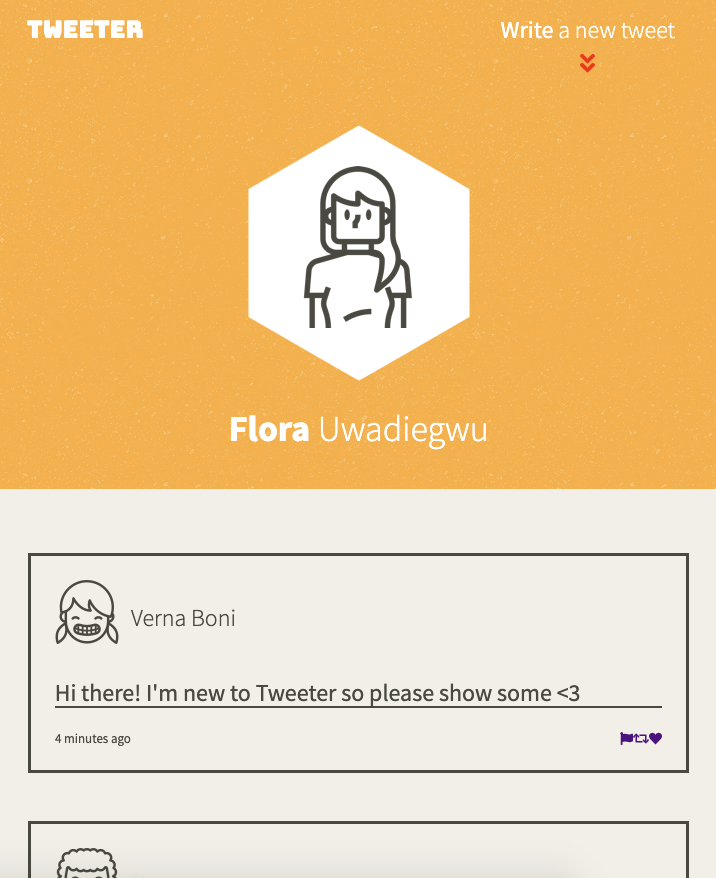 TWEETER
Write a new tweet
Flora Uwadiegwu
Verna Boni
Hi there! I'm new to Tweeter so please show some <3
4 minutes ago